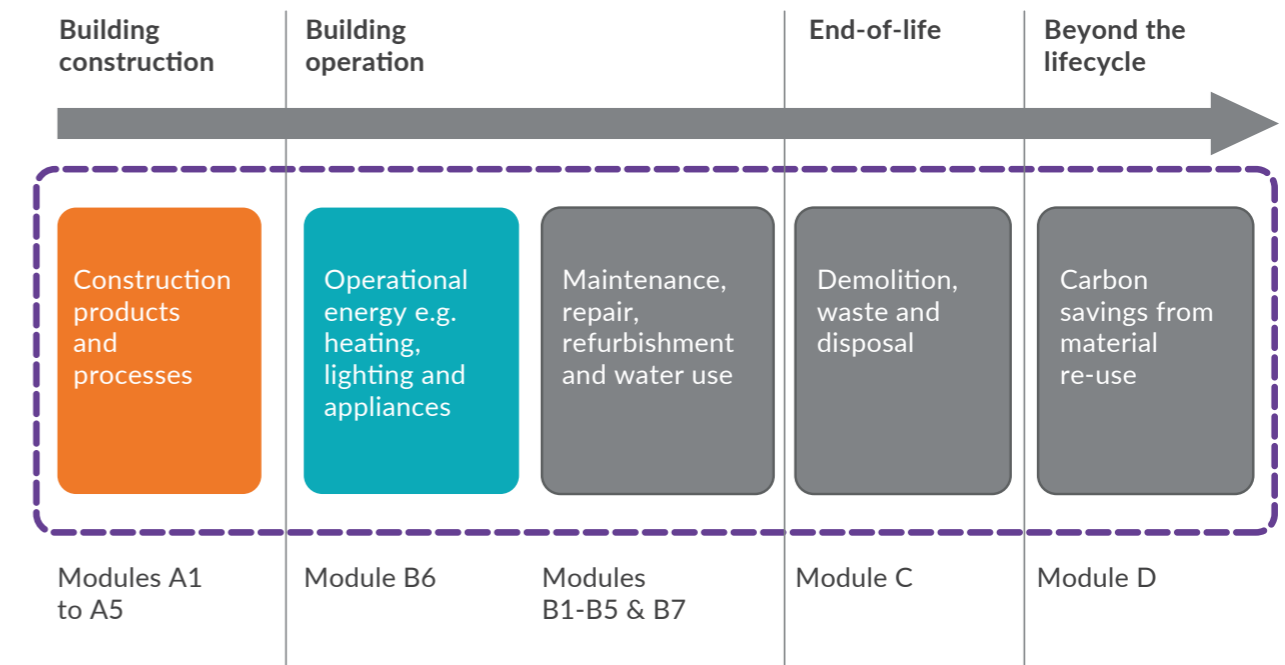 Building
construction
Building
operation
End-of-life
Beyond the
lifecycle
Construction
products
and
processes
Operational
energy e.g.
heating,
lighting and
appliances
Maintenance,
repair,
refurbishment
and water use
Demolition,
waste and
disposal
Carbon
savings from
material
re-use
Modules A1
to A5
Module B6
Modules
B1-B5 & B7
Module C
Module D